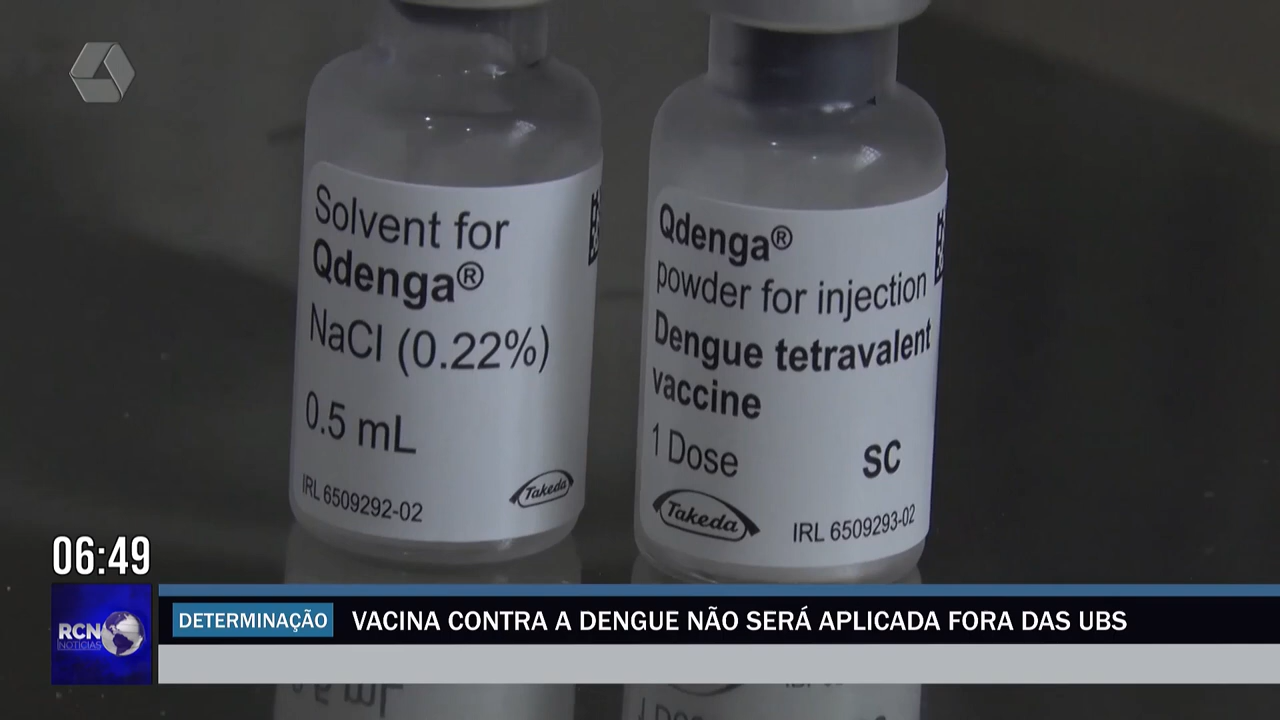 Solvent for
Qdenga®
NaCl (0.22%)
0.5 mL
IRL 6509292-02
Takeda
Qdenga®
powder for injection
Dengue tetravalent
vaccine
1 Dose
SC
Takeda
IRL 6509293-02
06:49
RCN
NOTÍCIAS
DETERMINAÇÃO
VACINA CONTRA A DENGUE NÃO SERÁ APLICADA FORA DAS UBS